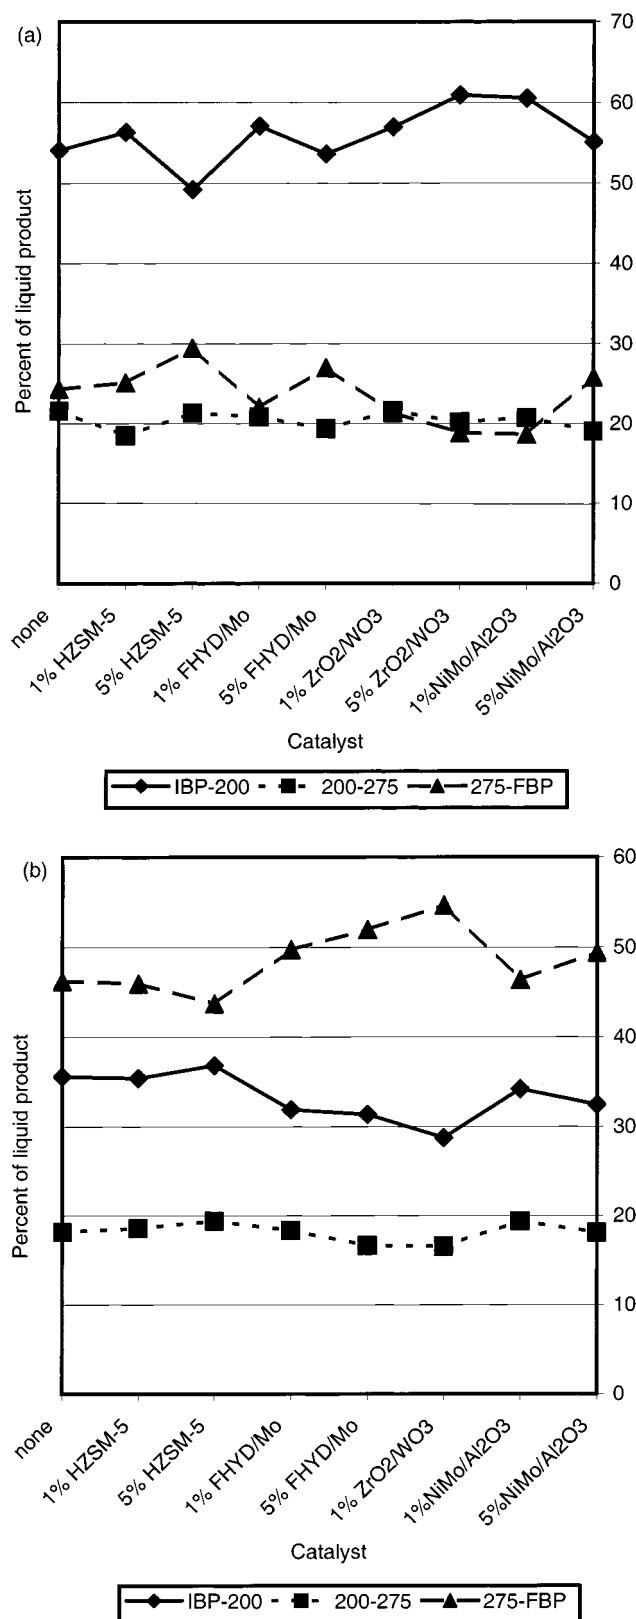 (a)
70
60
50
40
30
20
10
0
Percent of liquid product
none
1% HZSM-5
5% HZSM-5
1% FHYD/Mo
5% FHYD/Mo
1% ZrO2/WO3
5% ZrO2/WO3
1%NiMo/Al2O3
5%NiMo/Al2O3
Catalyst
IBP-200 200-275 275-FBP
(b)
60
50
40
30
20
10
0
Percent of liquid product
none
1% HZSM-5
5% HZSM-5
1% FHYD/Mo
5% FHYD/Mo
1% ZrO2/WO3
1%NiMo/Al2O3
5%NiMo/Al2O3
Catalyst
IBP-200 200-275 275-FBP